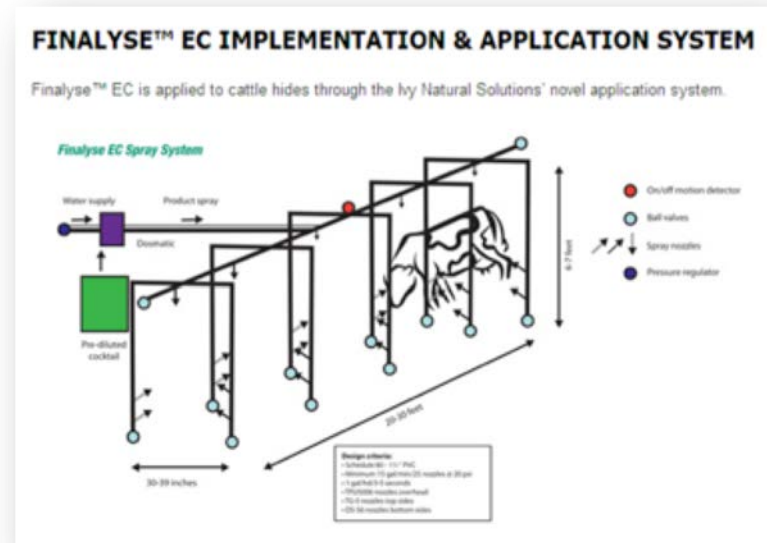 FINALYSE™ EC IMPLEMENTATION & APPLICATION SYSTEM
Finalyse™ EC is applied to cattle hides through the Ivy Natural Solutions' novel application system.
Finalyse EC Spray System
Water supply
Product spray
Dosmatic
Pre-diluted
cocktail
On/off motion detector
Ball valves
Spray nozzles
Pressure regulator
6-7 feet
20-30 feet
30-39 inches
Design criteria: